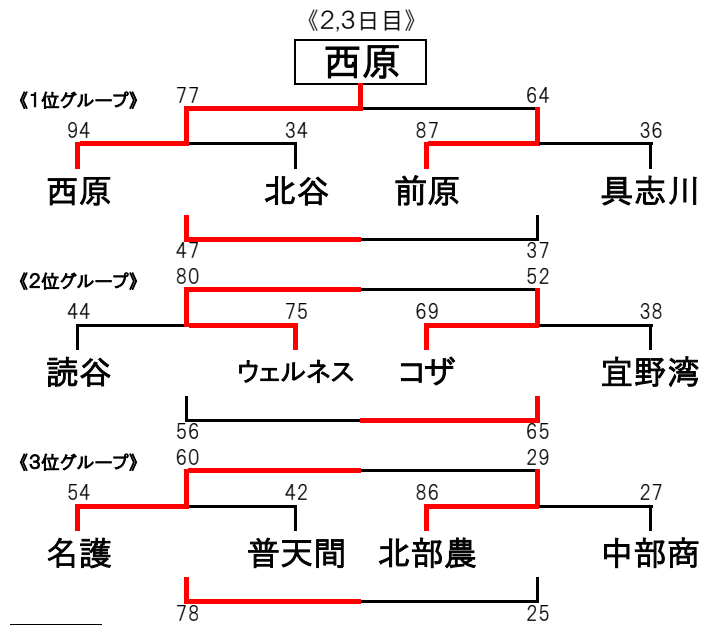 《2,3日目》
西原
《1位グループ》
77 64
94 34 87 36
西原 北谷 前原 具志川
47 37
《2位グループ》
80 52
44 75 69 38
読谷 ウェルネス コザ 宜野湾
56 65
《3位グループ》
60 29
54 42 86 27
名護 普天間 北部農 中部商
78 25